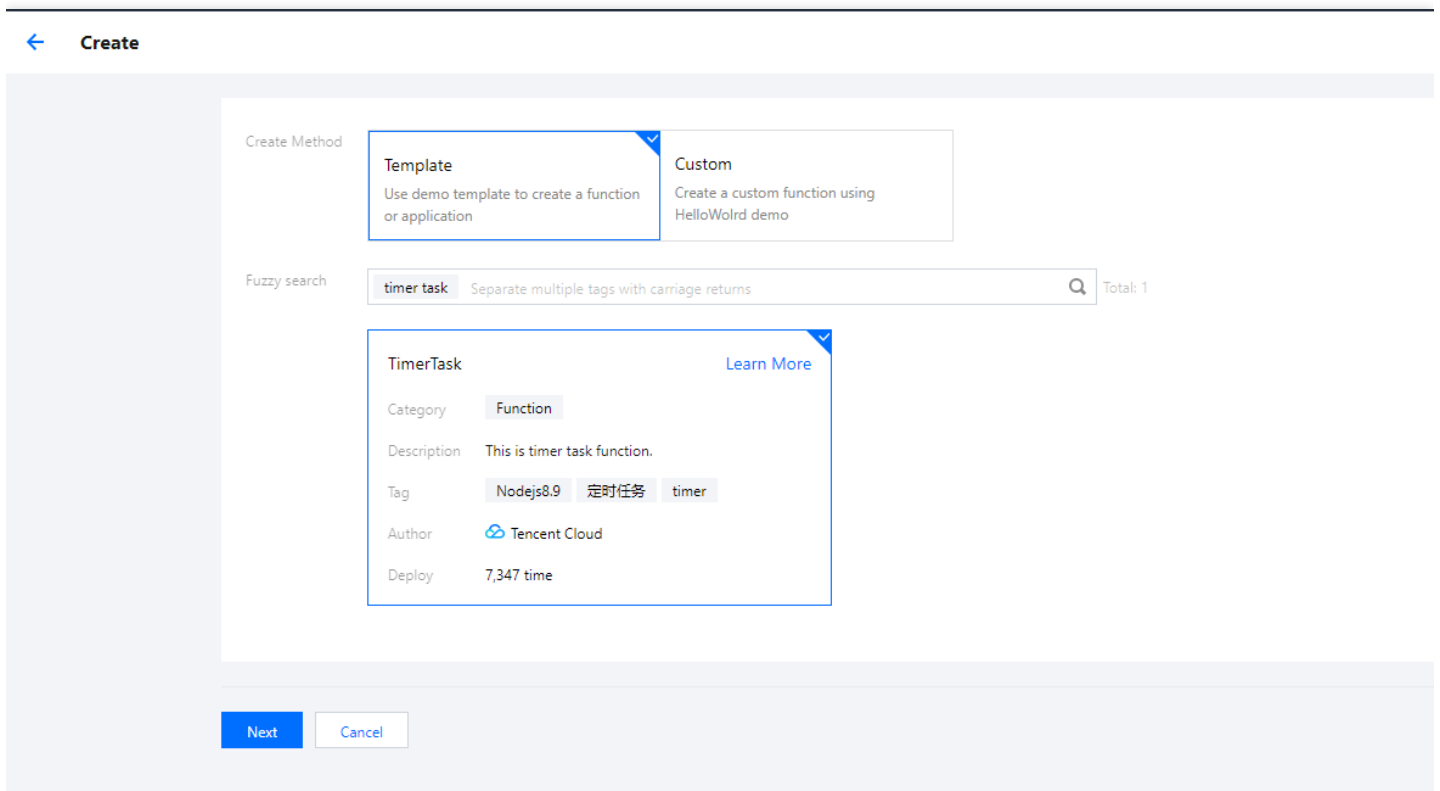 Create
Create Method
Template
Use demo template to create a function
or application
Custom
Create a custom function using
HelloWolrd demo
Fuzzy search
timer task Separate multiple tags with carriage returns
Total: 1
TimerTask Learn More
Category Function
Description This is timer task function.
Tag Nodejs8.9 定时任务 timer
Author Tencent Cloud
Deploy 7,347 time
Next Cancel